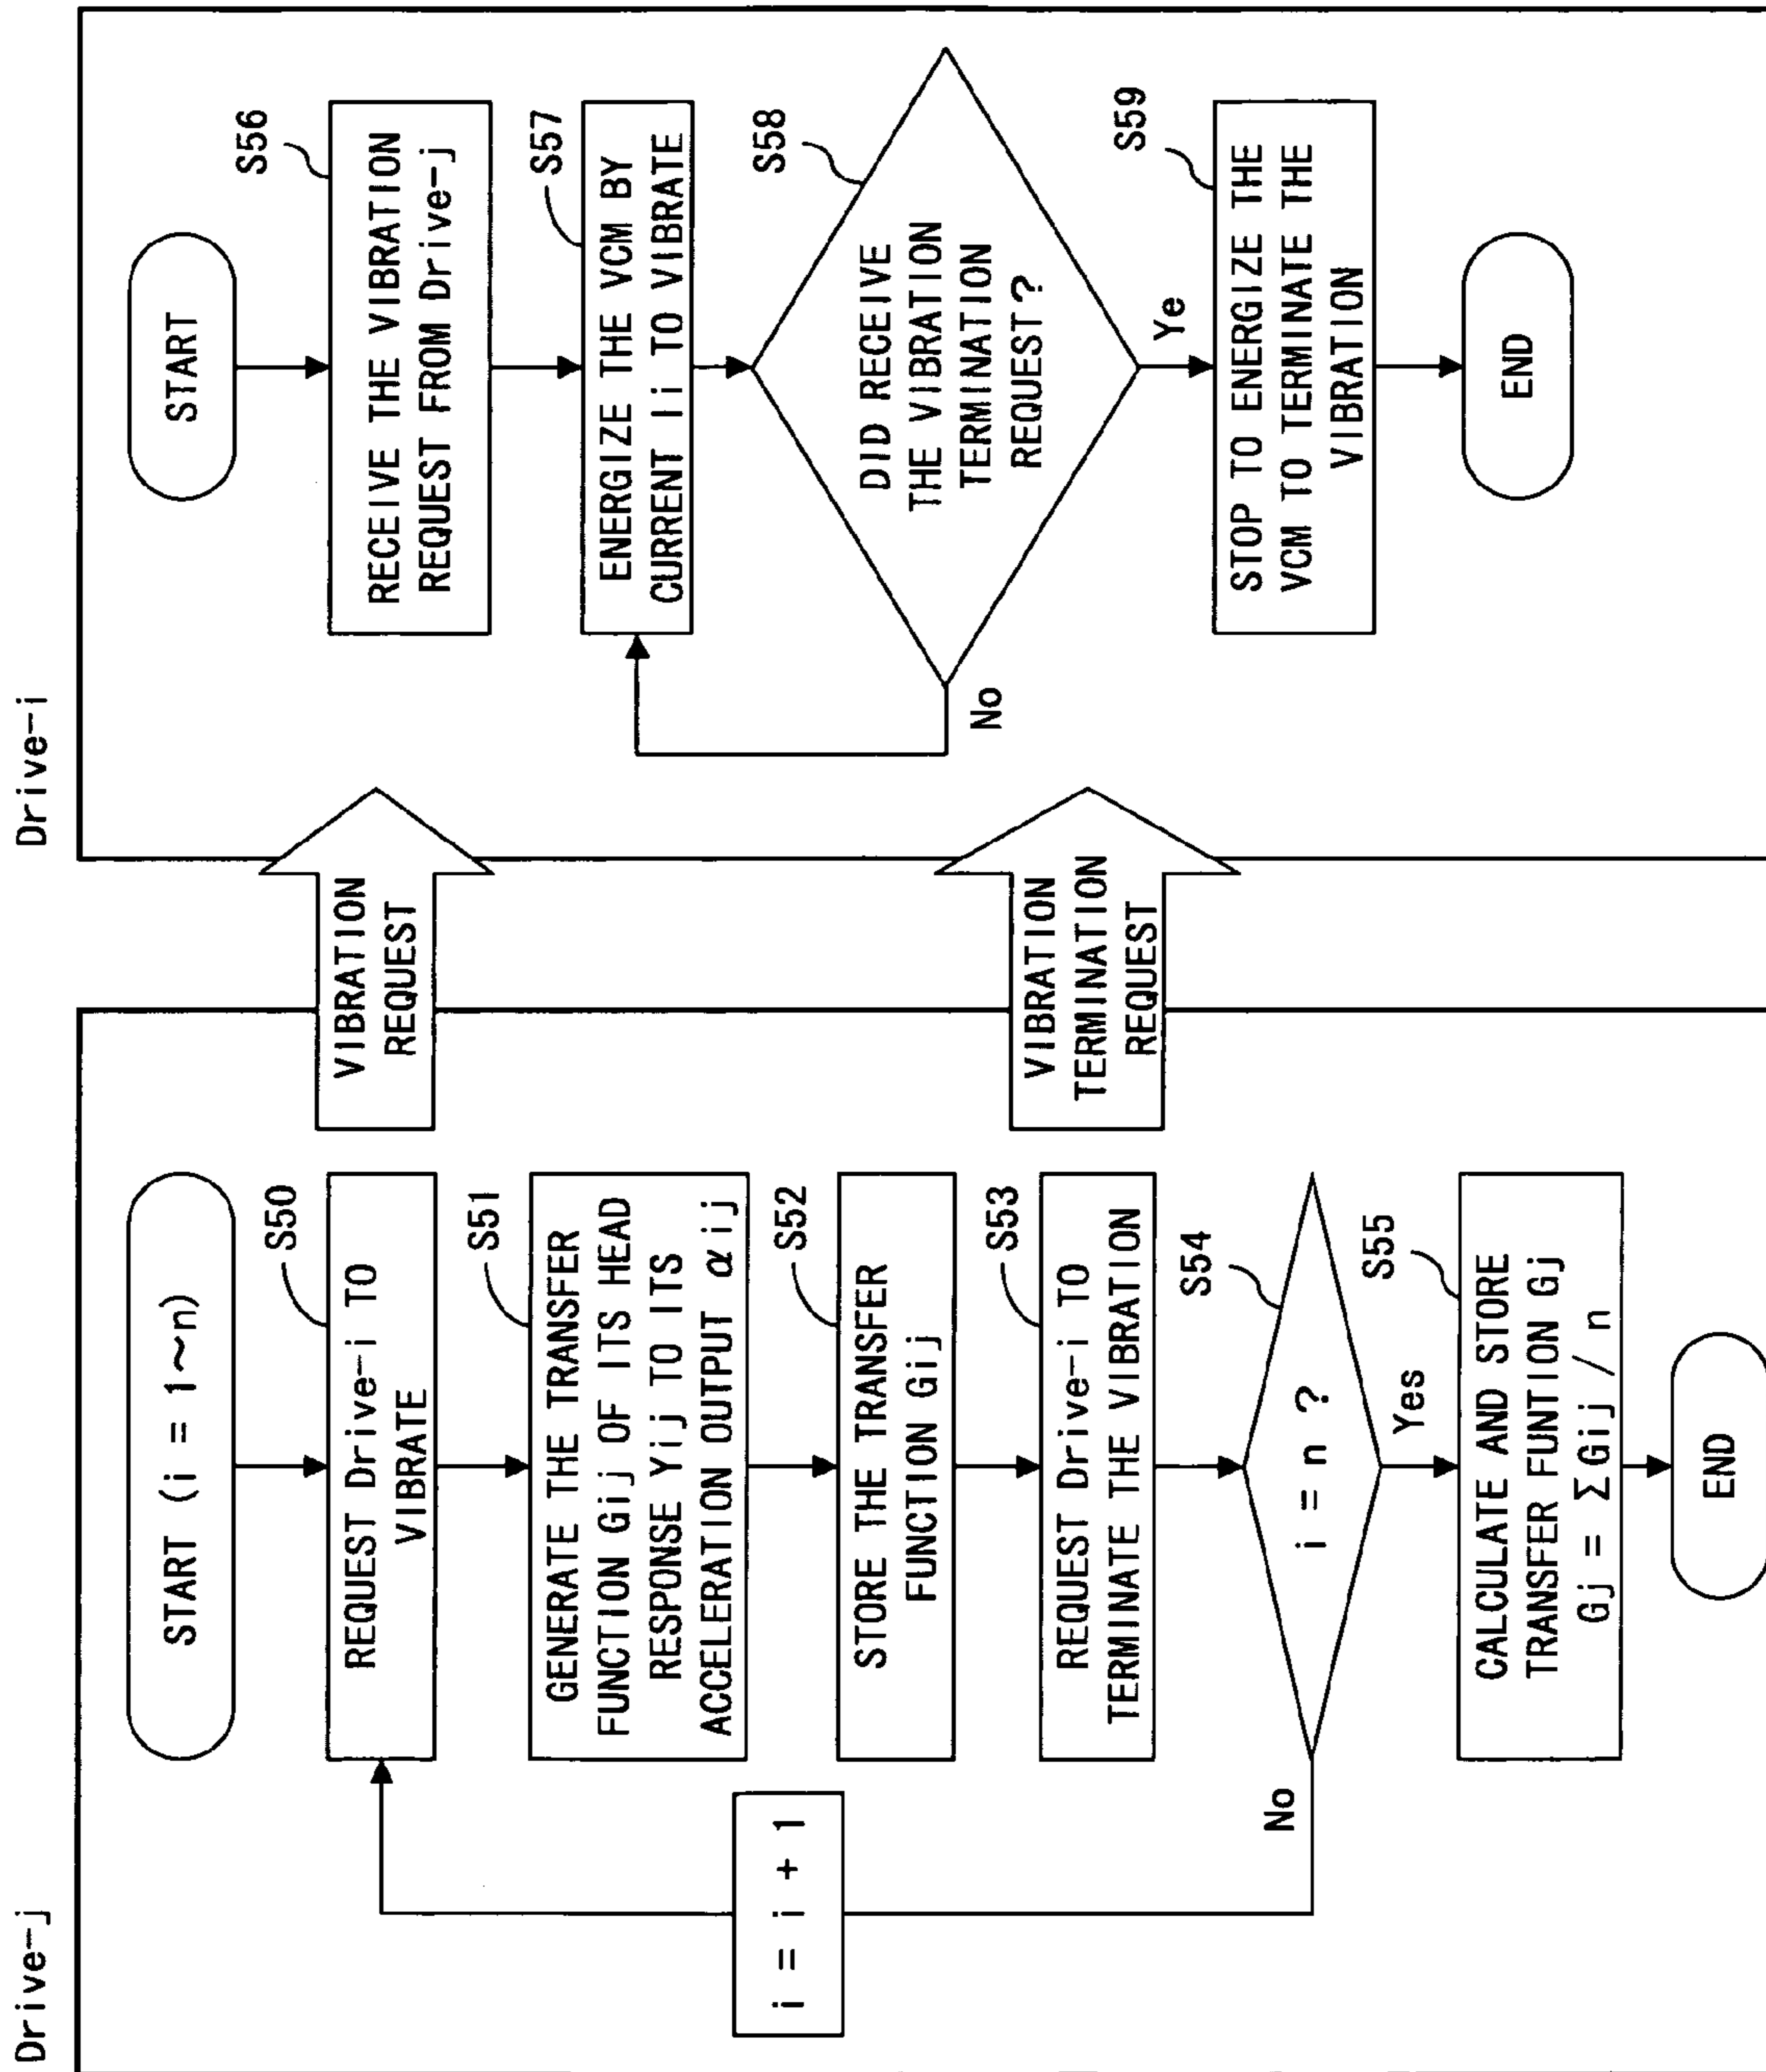 Drive-j
START (i = 1~n)
S50
REQUEST Drive-i TO
VIBRATE
S51
GENERATE THE TRANSFER
FUNCTION Gij OF ITS HEAD
RESPONSE Yij TO ITS
ACCELERATION OUTPUT αij
S52
STORE THE TRANSFER
FUNCTION Gij
S53
REQUEST Drive-i TO
TERMINATE THE VIBRATION
S54
i = n ?
No
Yes
i = i + 1
S55
CALCULATE AND STORE
TRANSFER FUNTION Gj
Gj = ΣGij / n
END
VIBRATION
REQUEST
VIBRATION
TERMINATION
REQUEST
Drive-i
START
S56
RECEIVE THE VIBRATION
REQUEST FROM Drive-j
S57
ENERGIZE THE VCM BY
CURRENT Ii TO VIBRATE
S58
DID RECEIVE
THE VIBRATION
TERMINATION
REQUEST?
No
Ye
S59
STOP TO ENERGIZE THE
VCM TO TERMINATE THE
VIBRATION
END